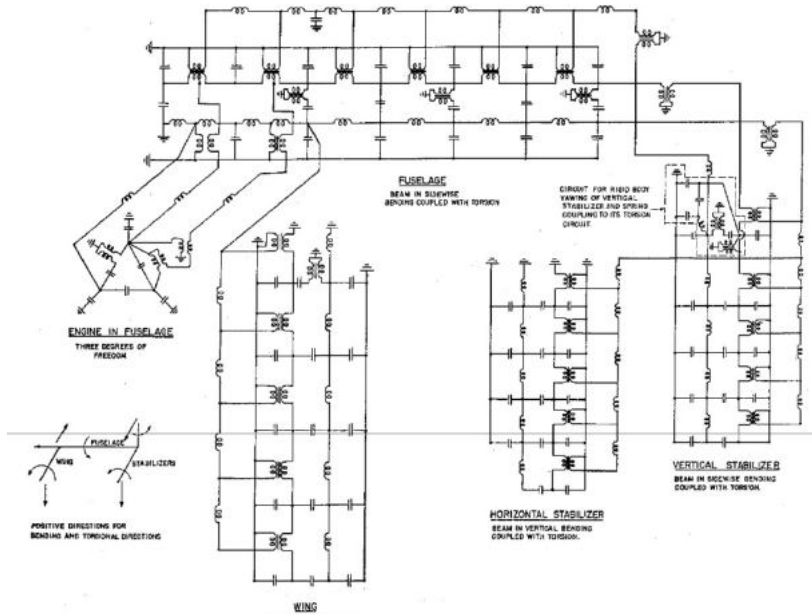 FUSELAGE
BEAM IN SIDEWISE
BENDING COUPLED WITH TORSION
CIRCUIT FOR RIGID BODY
YAWING OF VERTICAL
STABILIZER AND SPRING
COUPLING TO ITS TORSION
CIRCUIT.
ENGINE IN FUSELAGE
THREE DEGREES OF
FREEDOM
FUSELAGE
WING
STABILIZERS
POSITIVE DIRECTIONS FOR
BENDING AND TORSIONAL DIRECTIONS
WING
HORIZONTAL STABILIZER
BEAM IN VERTICAL BENDING
COUPLED WITH TORSION.
VERTICAL STABILIZER
BEAM IN SIDEWISE BENDING
COUPLED WITH TORSION.